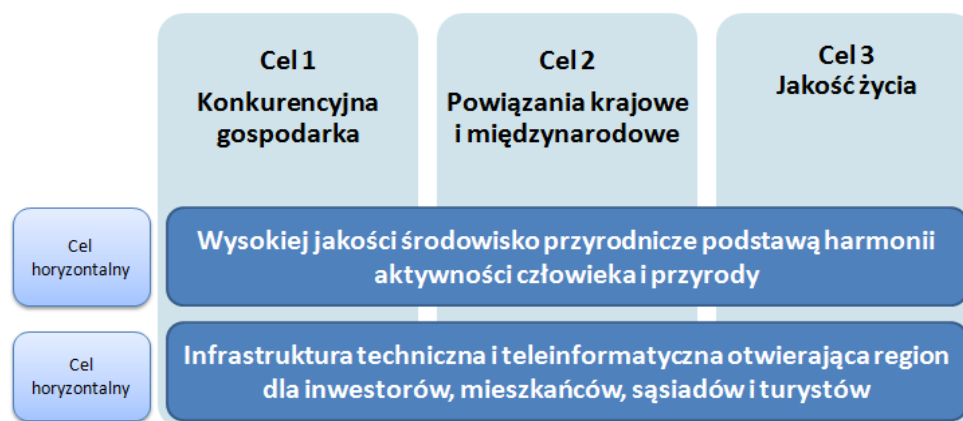 Cel 1
Konkurencyjna
gospodarka
Cel 2
Powiązania krajowe
i międzynarodowe
Cel 3
Jakość życia
Cel
horyzontalny
Wysokiej jakości środowisko przyrodnicze podstawą harmonii
aktywności człowieka i przyrody
Cel
horyzontalny
Infrastruktura techniczna i teleinformatyczna otwierająca region
dla inwestorów, mieszkańców, sąsiadów i turystów